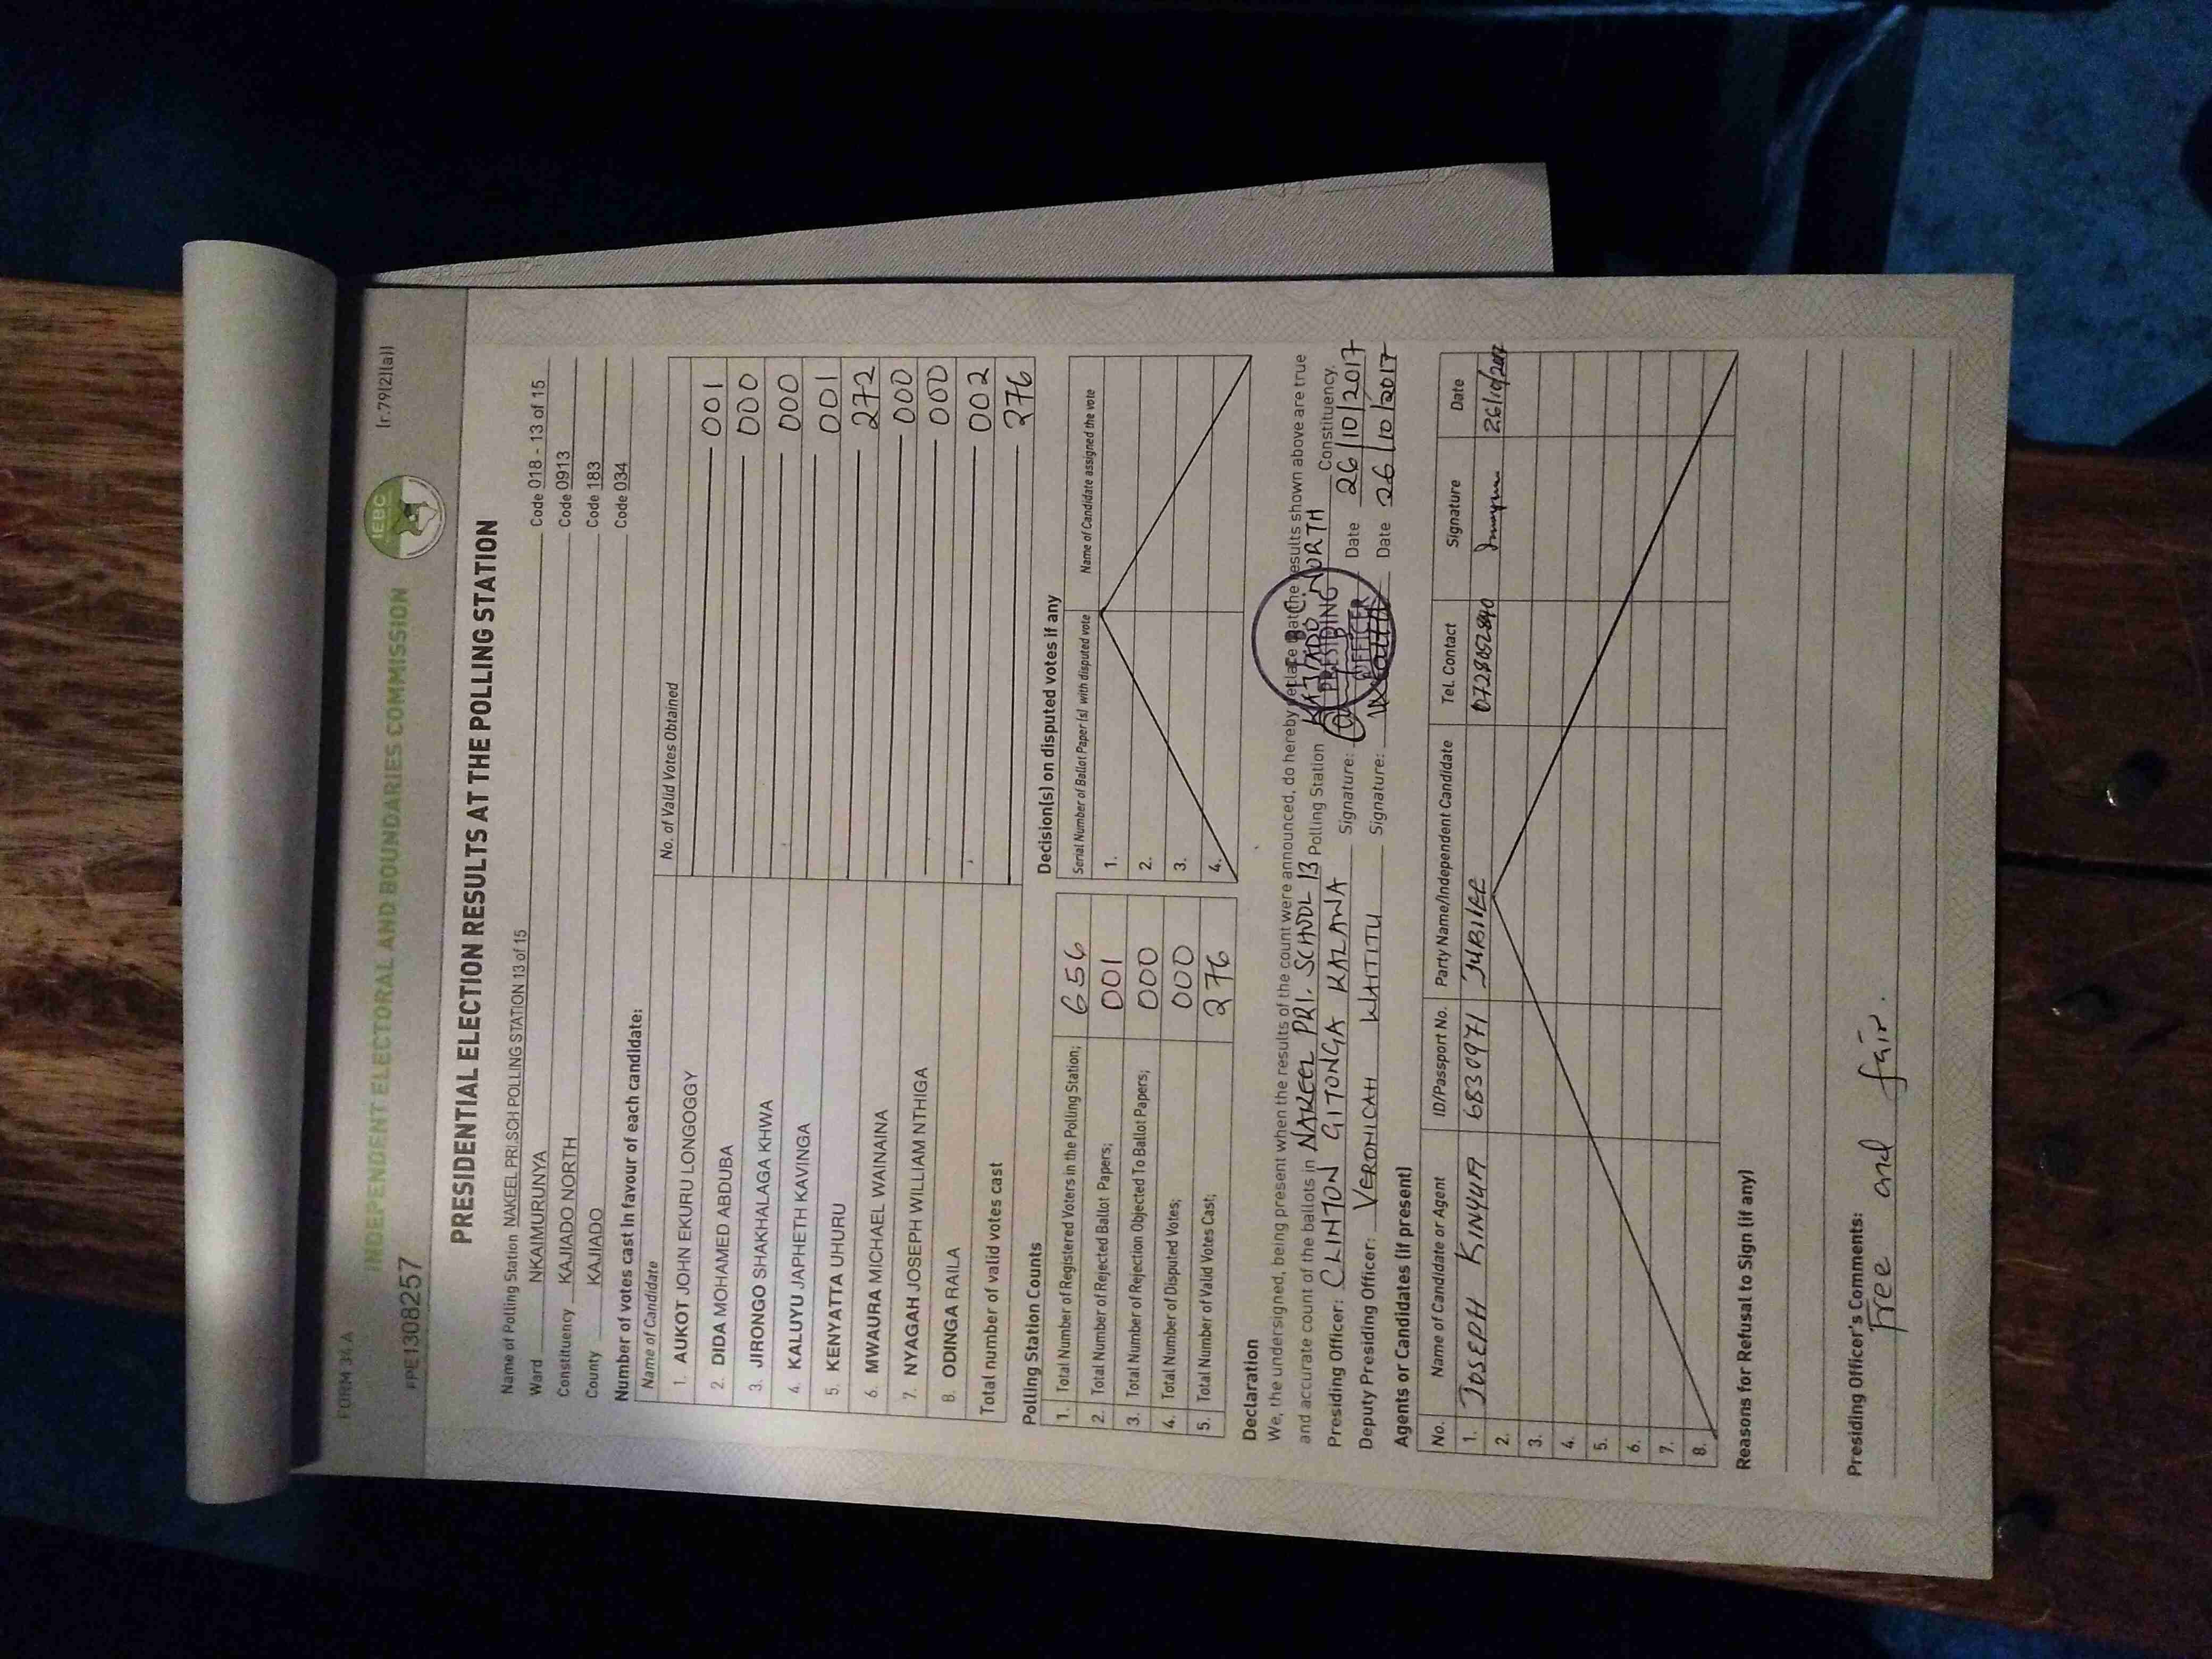 FORM 34 A
(r.79(2)(a))
INDEPENDENT ELECTORAL AND BOUNDARIES COMMISSION
IEBC
PPE1308257
PRESIDENTIAL ELECTION RESULTS AT THE POLLING STATION
Name of Polling Station NAKEEL PRI.SCH POLLING STATION 13 of 15 Code 018 - 13 of 15
Ward NKAIMURUNYA Code 0913
Constituency KAJIADO NORTH Code 183
County KAJIADO Code 034
Number of votes cast in favour of each candidate:
Name of Candidate No. of Valid Votes Obtained
1. AUKOT JOHN EKURU LONGOGGY 001
2. DIDA MOHAMED ABDUBA 000
3. JIRONGO SHAKHALAGA KHWA 000
4. KALUYU JAPHETH KAVINGA 001
5. KENYATTA UHURU 272
6. MWAURA MICHAEL WAINAINA 000
7. NYAGAH JOSEPH WILLIAM NTHIGA 000
8. ODINGA RAILA 002
Total number of valid votes cast 276
Polling Station Counts
1. Total Number of Registered Voters in the Polling Station; 656
2. Total Number of Rejected Ballot Papers; 001
3. Total Number of Rejection Objected To Ballot Papers; 000
4. Total Number of Disputed Votes; 000
5. Total Number of Valid Votes Cast; 276
Decision(s) on disputed votes if any
Serial Number of Ballot Paper (s) with disputed vote Name of Candidate assigned the vote
1.
2.
3.
4.
Declaration
We, the undersigned, being present when the results of the count were announced, do hereby declare that the results shown above are true
and accurate count of the ballots in NAKEEL PRI. SCHOOL 13 Polling Station KAJIADO NORTH Constituency.
Presiding Officer: CLINTON GITONGA KALAWA Signature: Date 26/10/2017
Deputy Presiding Officer: VERONICAH WAITITU Signature: Date 26/10/2017
PRESIDING
OFFICER
Agents or Candidates (if present)
No. Name of Candidate or Agent ID/Passport No. Party Name/Independent Candidate Tel. Contact Signature Date
1. JOSEPH KINYUA 6830971 JUBILEE 26/10/2017
2.
3.
4.
5.
6.
7.
8.
Reasons for Refusal to Sign (if any)
Presiding Officer's Comments:
Free and fair.